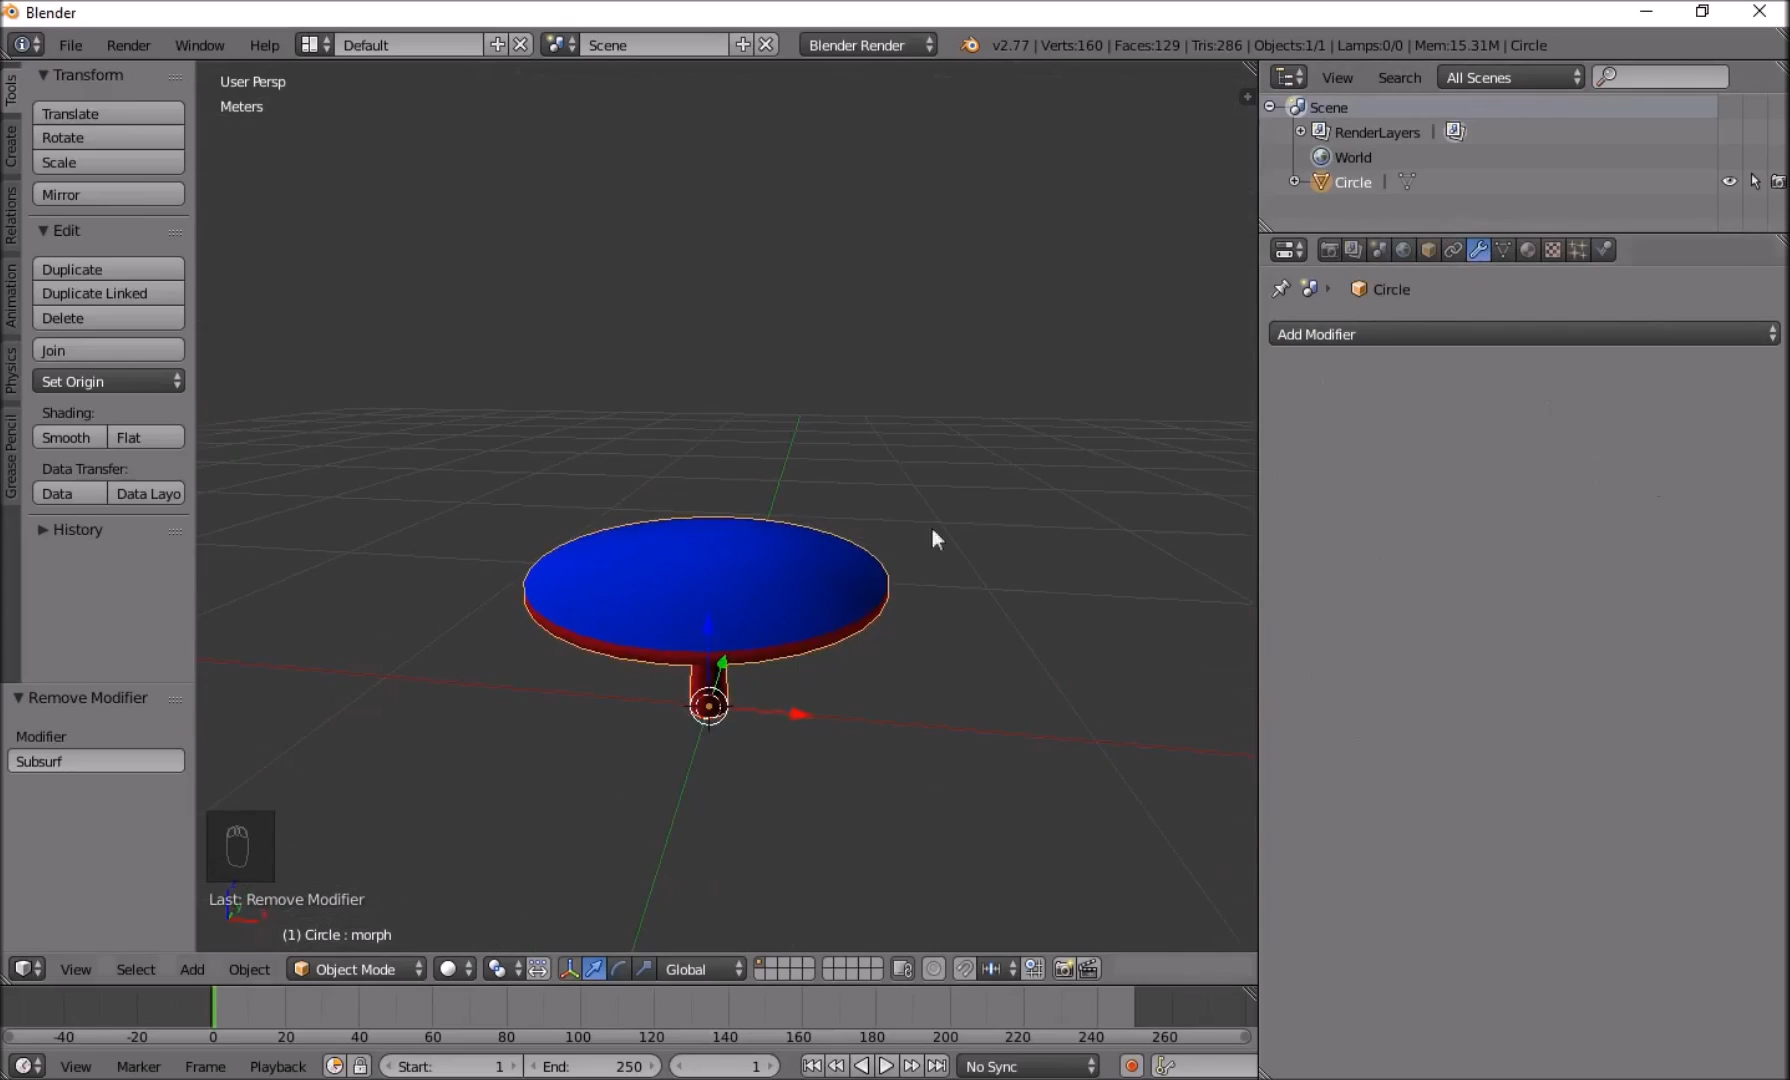 Blender
File Render Window Help Default Scene Blender Render v2.77 | Verts:160 | Faces:129 | Tris:286 | Objects:1/1 | Lamps:0/0 | Mem:15.31M | Circle
Tools
Create
Relations
Animation
Physics
Grease Pencil
Transform
Translate
Rotate
Scale
Mirror
Edit
Duplicate
Duplicate Linked
Delete
Join
Set Origin
Shading:
Smooth Flat
Data Transfer:
Data Data Layo
History
Remove Modifier
Modifier
Subsurf
User Persp
Meters
Last: Remove Modifier
(1) Circle : morph
View Search All Scenes
Scene
RenderLayers |
World
Circle |
Circle
Add Modifier
View Select Add Object Object Mode Global
-40 -20 0 20 40 60 80 100 120 140 160 180 200 220 240 260
View Marker Frame Playback Start: 1 End: 250 1 No Sync